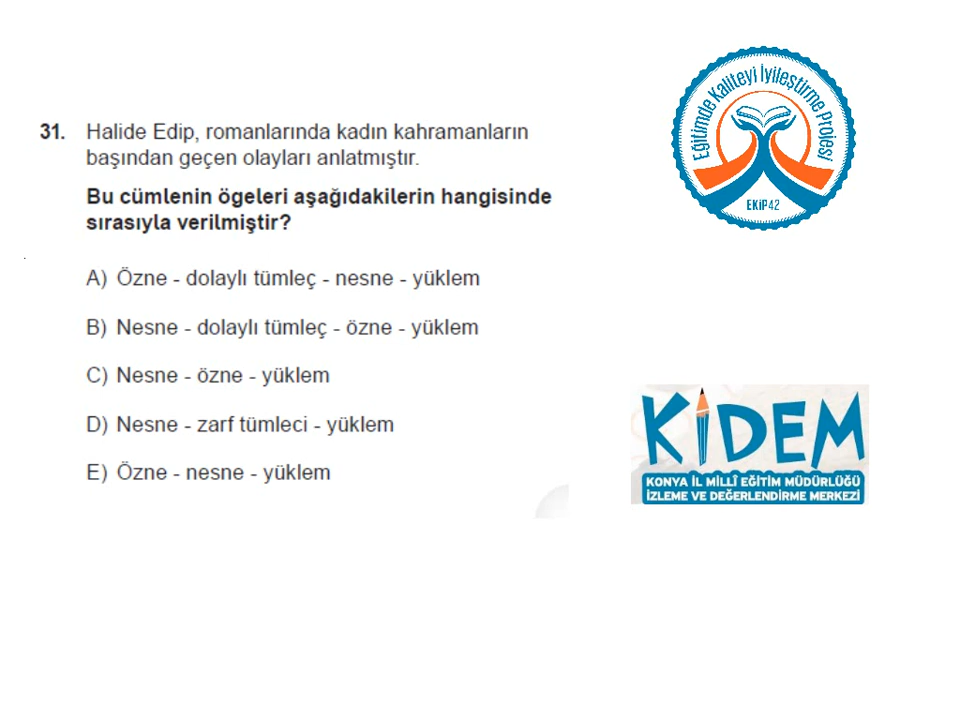 31. Halide Edip, romanlarında kadın kahramanların
başından geçen olayları anlatmıştır.
Bu cümlenin ögeleri aşağıdakilerin hangisinde
sırasıyla verilmiştir?
.
A) Özne - dolaylı tümleç - nesne - yüklem
B) Nesne - dolaylı tümleç - özne - yüklem
C) Nesne - özne - yüklem
D) Nesne - zarf tümleci - yüklem
E) Özne - nesne - yüklem
Eğitimde Kaliteyi İyileştirme Projesi
EKİP42
KİDEM
KONYA İL MİLLÎ EĞİTİM MÜDÜRLÜĞÜ
İZLEME VE DEĞERLENDİRME MERKEZİ